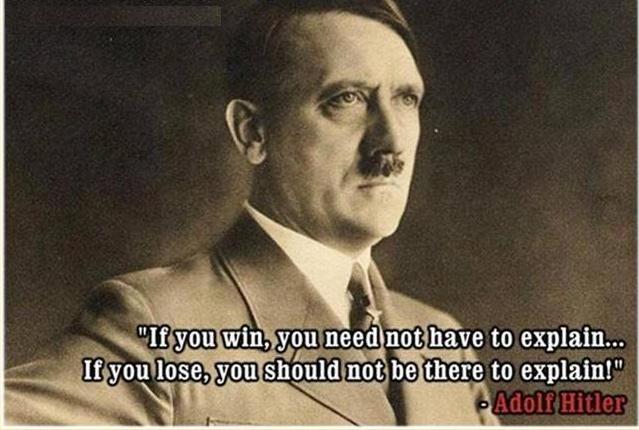 "If you win, you need not have to explain...
If you lose, you should not be there to explain!"
- Adolf Hitler